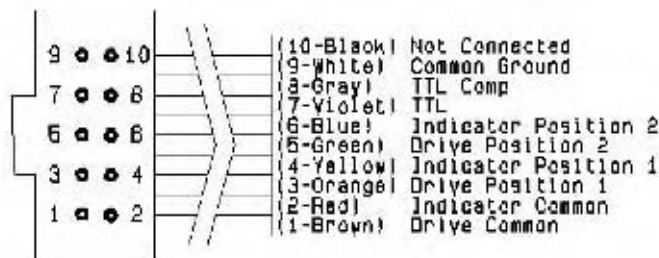 9 10
7 8
5 6
3 4
1 2
(10-Black) Not Connected
(9-White) Common Ground
(8-Gray) TTL Comp
(7-Violet) TTL
(6-Blue) Indicator Position 2
(5-Green) Drive Position 2
(4-Yellow) Indicator Position 1
(3-Orange) Drive Position 1
(2-Red) Indicator Common
(1-Brown) Drive Common